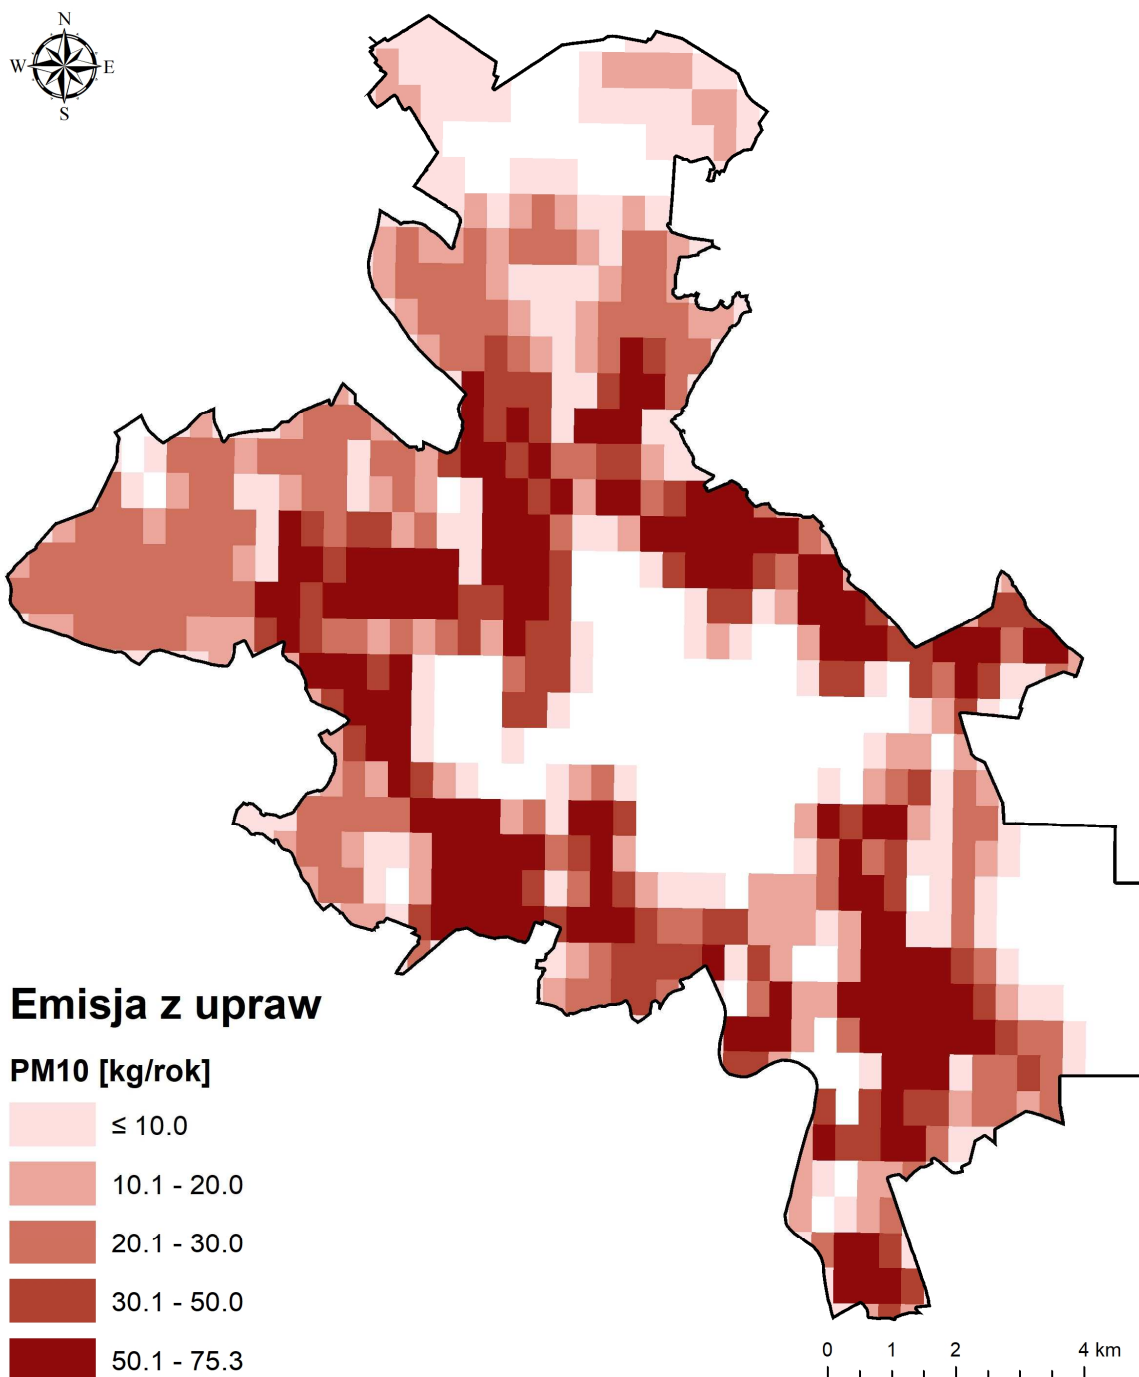 N
W E
S
Emisja z upraw
PM10 [kg/rok]
≤ 10.0
10.1 - 20.0
20.1 - 30.0
30.1 - 50.0
50.1 - 75.3
0 1 2 4 km